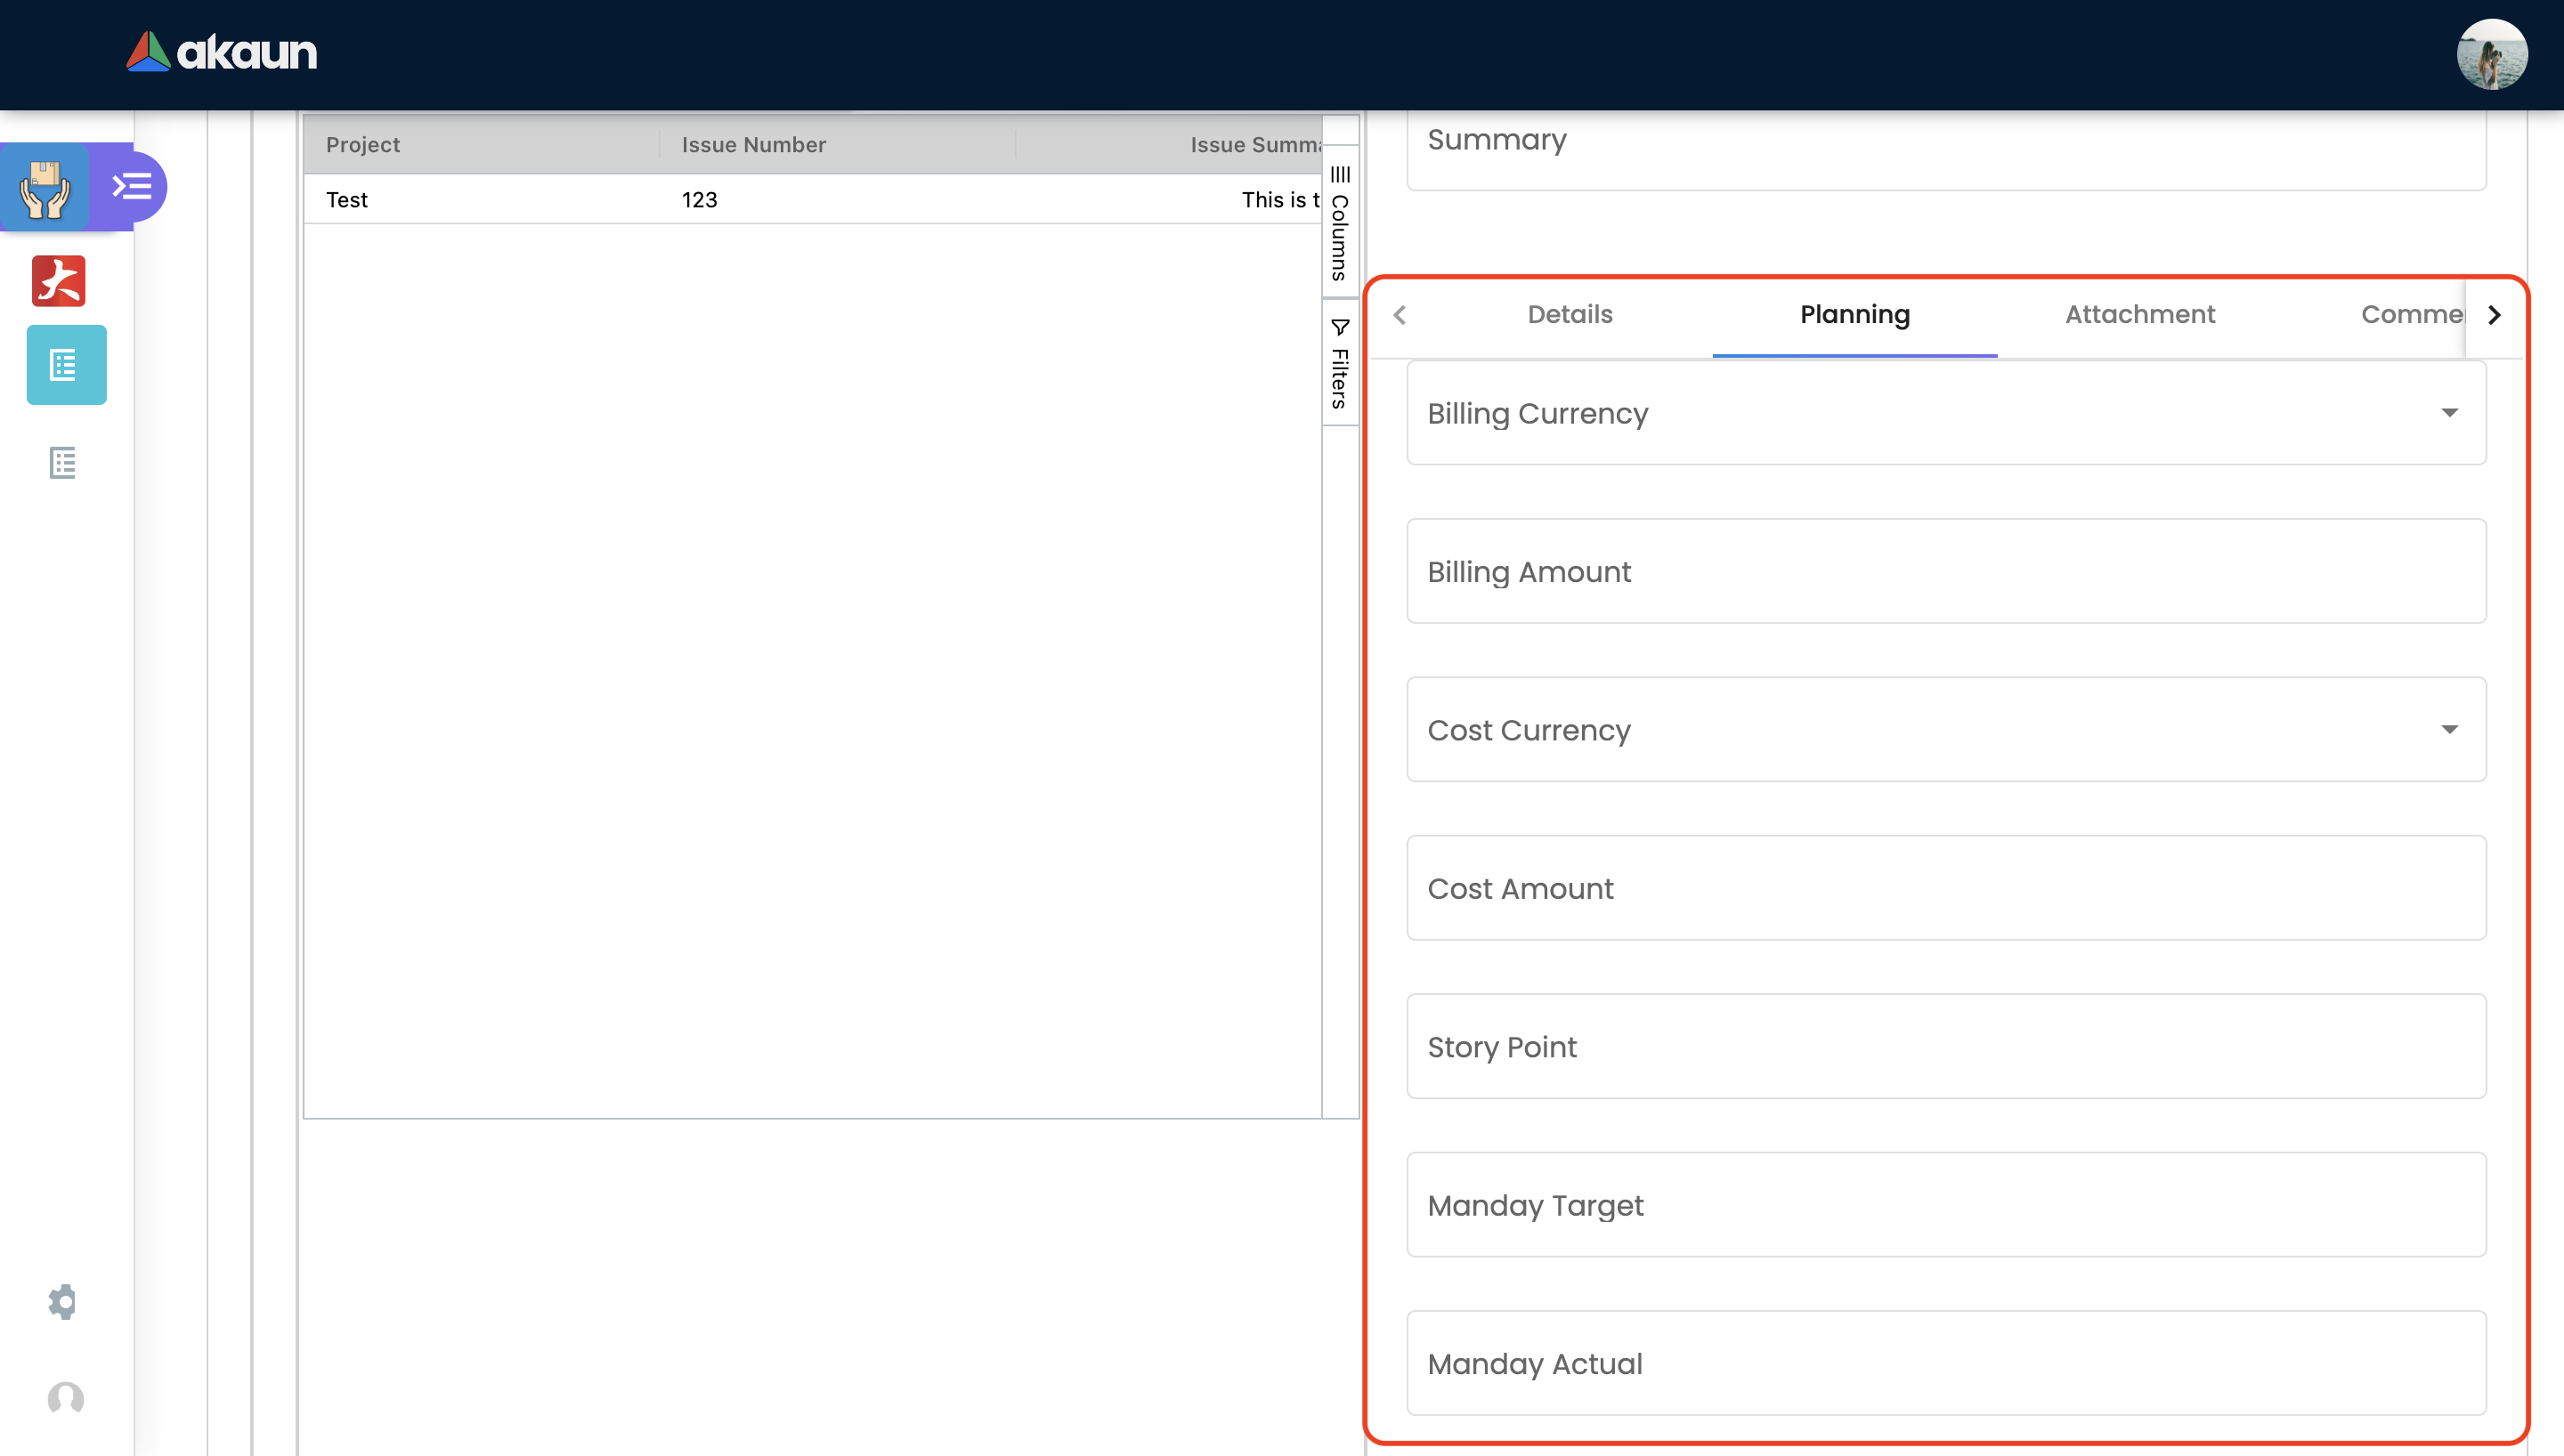 akaun
Project Issue Number Issue Summa
Test 123 This is t
Columns
Filters
Summary
Details Planning Attachment Comme
Billing Currency
Billing Amount
Cost Currency
Cost Amount
Story Point
Manday Target
Manday Actual